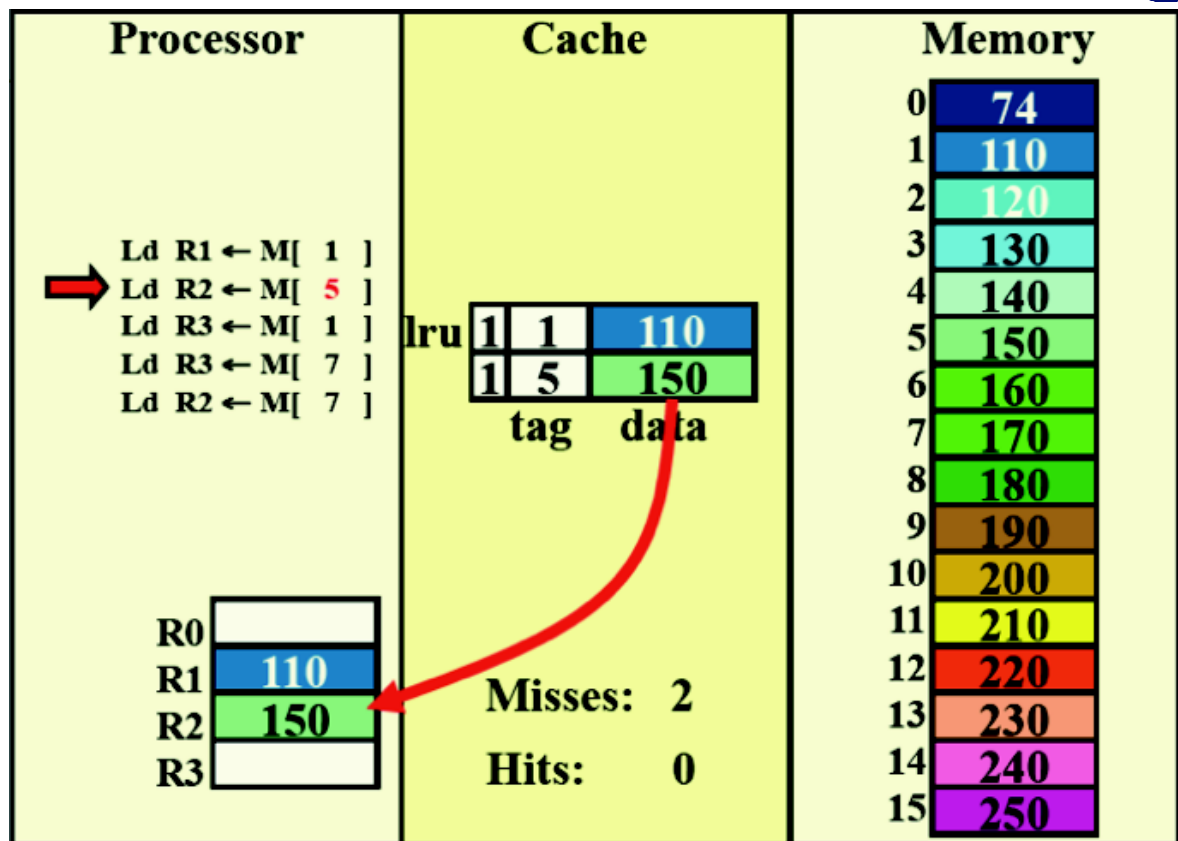 Processor
Ld R1 ← M[ 1 ]
Ld R2 ← M[ 5 ]
Ld R3 ← M[ 1 ]
Ld R3 ← M[ 7 ]
Ld R2 ← M[ 7 ]
R0
R1 110
R2 150
R3
Cache
lru 1 1 110
1 5 150
tag data
Misses: 2
Hits: 0
Memory
0 74
1 110
2 120
3 130
4 140
5 150
6 160
7 170
8 180
9 190
10 200
11 210
12 220
13 230
14 240
15 250